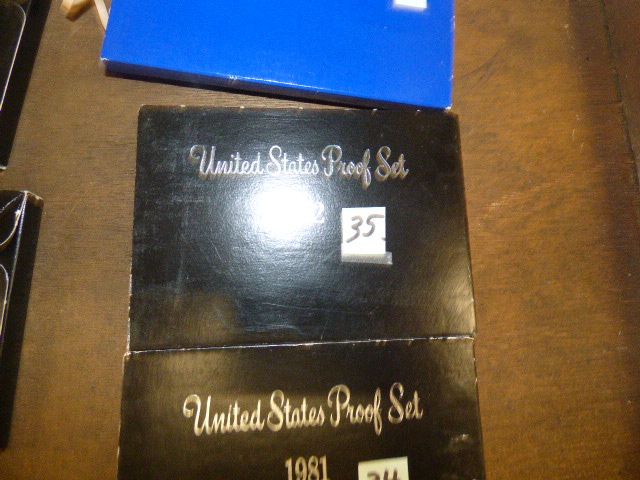 United States Proof Set
35
United States Proof Set
1981